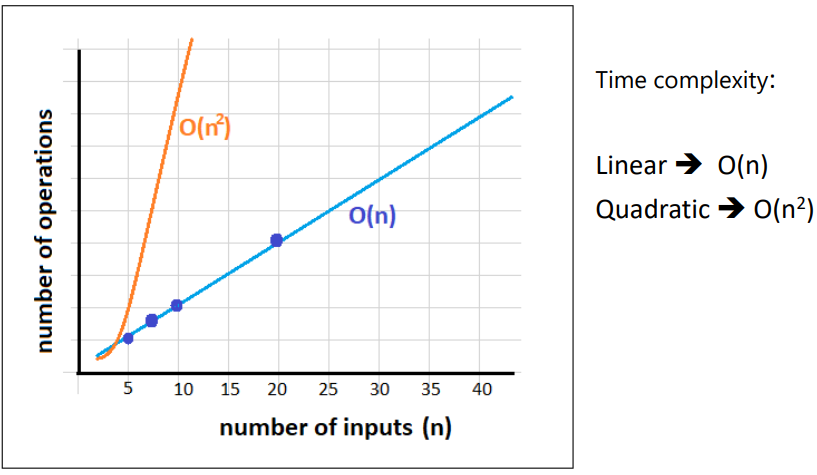 number of operations
O(n²)
O(n)
5 10 15 20 25 30 35 40
number of inputs (n)
Time complexity:
Linear ➔ O(n)
Quadratic ➔ O(n²)